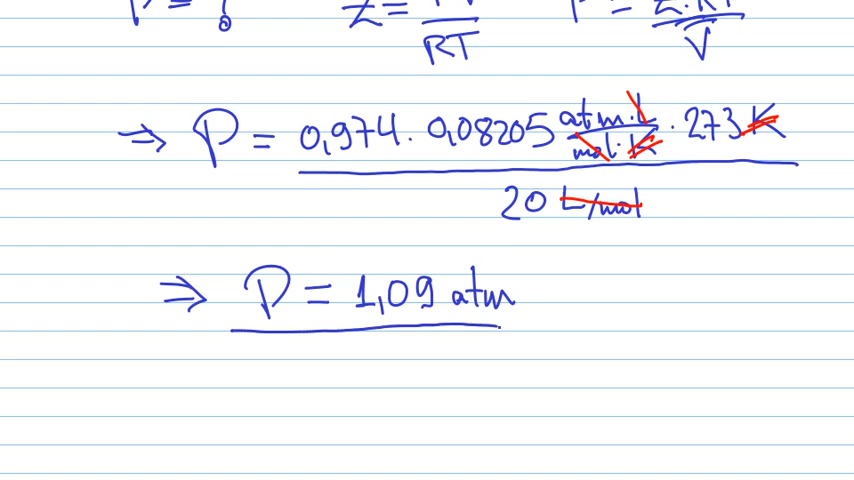 P = ?
Z = PV/RT
P = Z·RT/V
⇒ P = 0,974 · 0,08205 atm·L/mol·K · 273 K
20 L/mol
⇒ P = 1,09 atm